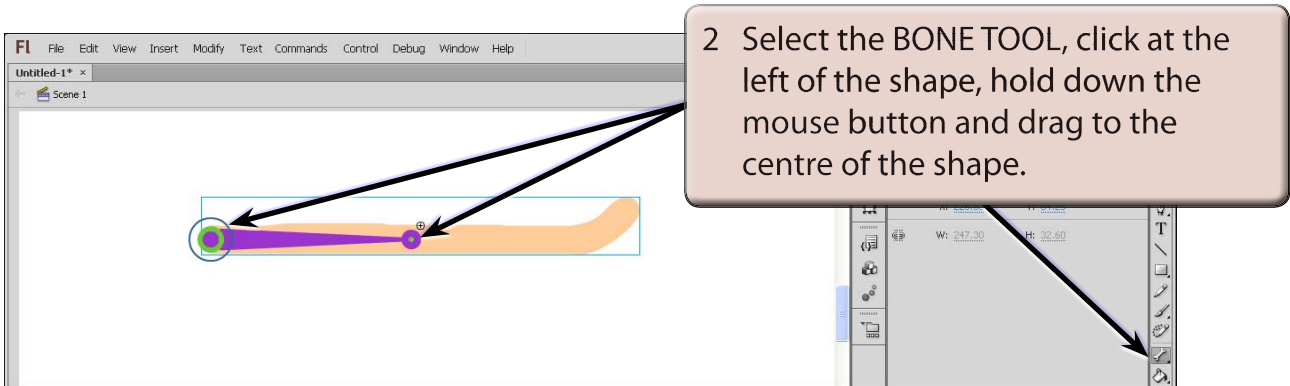 2 Select the BONE TOOL, click at the
left of the shape, hold down the
mouse button and drag to the
centre of the shape.
Fl File Edit View Insert Modify Text Commands Control Debug Window Help
Untitled-1* ×
Scene 1
W: 247.30 H: 32.60
T